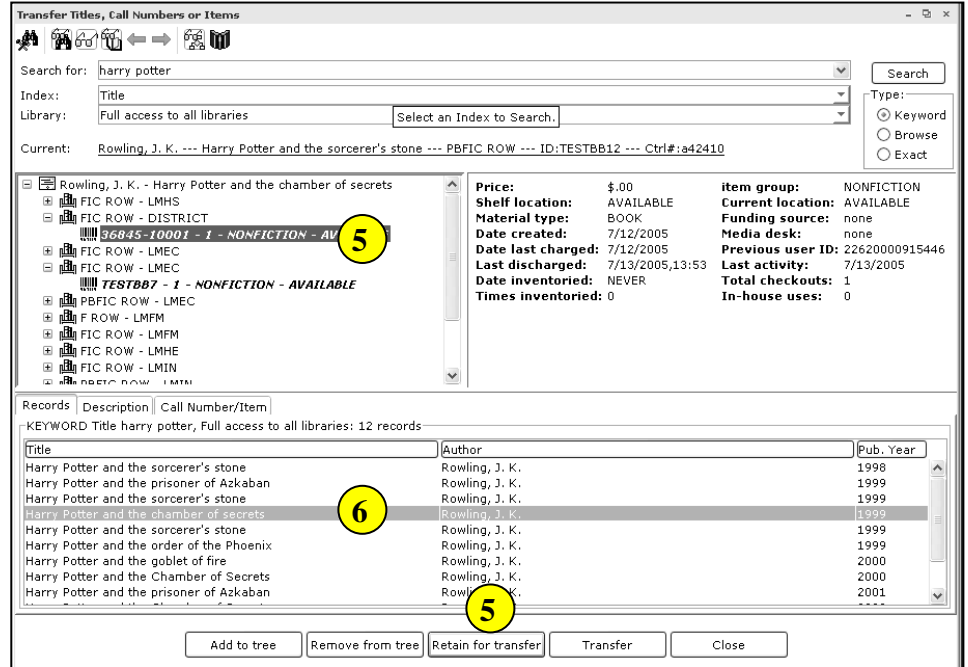 Transfer Titles, Call Numbers or Items
Search for: harry potter
Search
Index: Title
Type:
Library: Full access to all libraries
Select an Index to Search.
Keyword
Browse
Exact
Current: Rowling, J. K. --- Harry Potter and the sorcerer's stone --- PBFIC ROW --- ID:TESTBB12 --- Ctrl#:a42410
Rowling, J. K. - Harry Potter and the chamber of secrets
FIC ROW - LMHS
FIC ROW - DISTRICT
36845-10001 - 1 - NONFICTION - AV
5
FIC ROW - LMEC
FIC ROW - LMEC
TESTBB7 - 1 - NONFICTION - AVAILABLE
PBFIC ROW - LMEC
F ROW - LMFM
FIC ROW - LMFM
FIC ROW - LMHE
FIC ROW - LMIN
PBFIC ROW - LMIN
Price: $.00 item group: NONFICTION
Shelf location: AVAILABLE Current location: AVAILABLE
Material type: BOOK Funding source: none
Date created: 7/12/2005 Media desk: none
Date last charged: 7/12/2005 Previous user ID: 22620000915446
Last discharged: 7/13/2005,13:53 Last activity: 7/13/2005
Date inventoried: NEVER Total checkouts: 1
Times inventoried: 0 In-house uses: 0
Records Description Call Number/Item
KEYWORD Title harry potter, Full access to all libraries: 12 records
Title Author Pub. Year
Harry Potter and the sorcerer's stone Rowling, J. K. 1998
Harry Potter and the prisoner of Azkaban Rowling, J. K. 1999
Harry Potter and the sorcerer's stone Rowling, J. K. 1999
6
Harry Potter and the chamber of secrets Rowling, J. K. 1999
Harry Potter and the sorcerer's stone Rowling, J. K. 1999
Harry Potter and the order of the Phoenix Rowling, J. K. 1999
Harry Potter and the goblet of fire Rowling, J. K. 2000
Harry Potter and the Chamber of Secrets Rowling, J. K. 2000
Harry Potter and the prisoner of Azkaban Rowling, K. 2001
5
Add to tree Remove from tree Retain for transfer Transfer Close